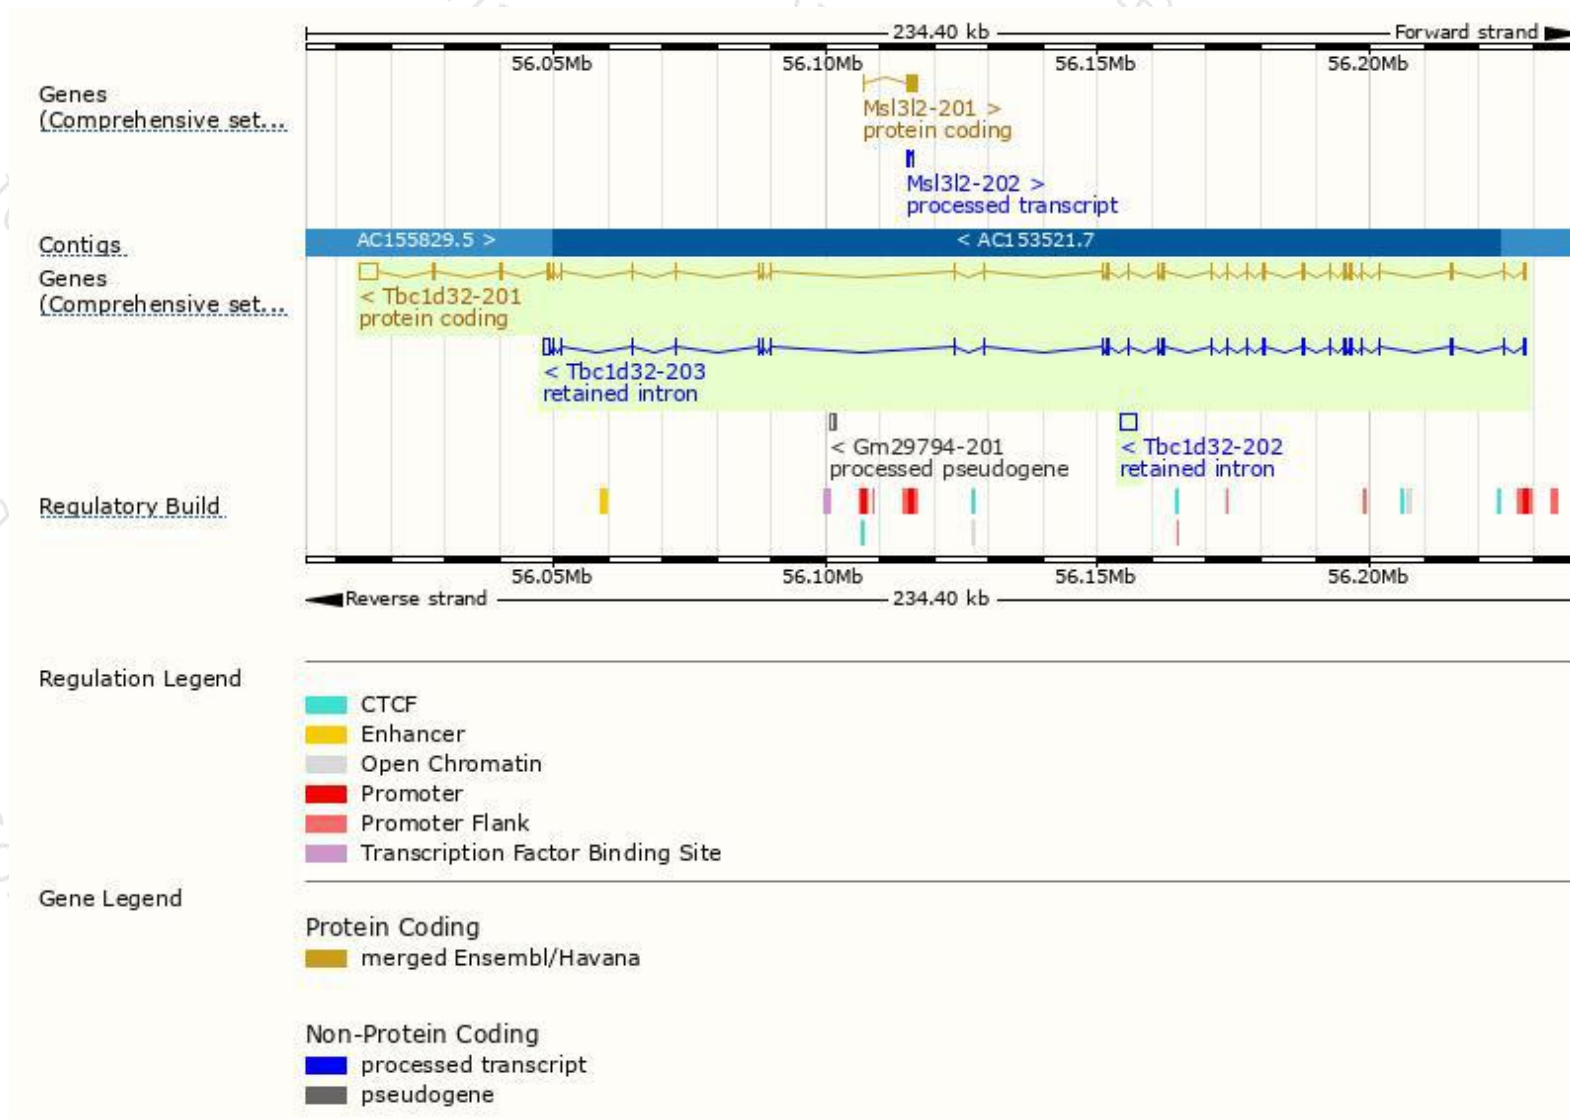 234.40 kb Forward strand
56.05Mb 56.10Mb 56.15Mb 56.20Mb
Genes
(Comprehensive set...
Msl3l2-201 >
protein coding
Msl3l2-202 >
processed transcript
Contigs
AC155829.5 > < AC153521.7
Genes
(Comprehensive set...
< Tbc1d32-201
protein coding
< Tbc1d32-203
retained intron
< Gm29794-201
processed pseudogene
< Tbc1d32-202
retained intron
Regulatory Build
56.05Mb 56.10Mb 56.15Mb 56.20Mb
Reverse strand 234.40 kb
Regulation Legend
CTCF
Enhancer
Open Chromatin
Promoter
Promoter Flank
Transcription Factor Binding Site
Gene Legend
Protein Coding
merged Ensembl/Havana
Non-Protein Coding
processed transcript
pseudogene